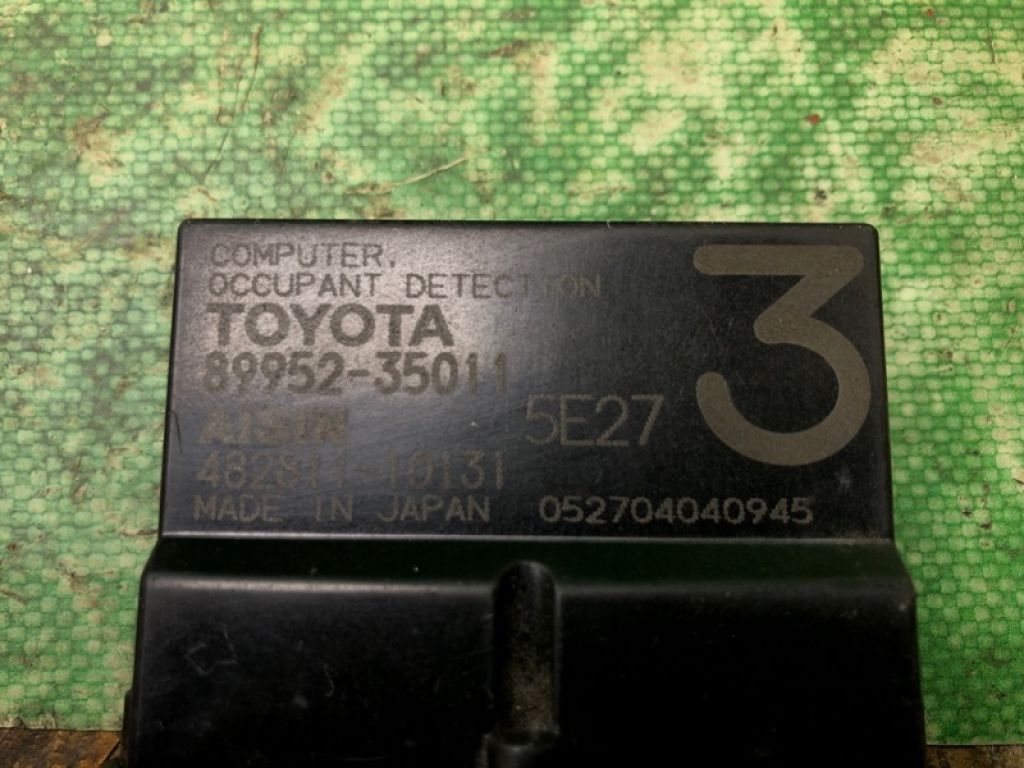 COMPUTER,
OCCUPANT DETECTION
TOYOTA
89952-35011
AISIN 5E27
482811-10131
MADE IN JAPAN 052704040945
3